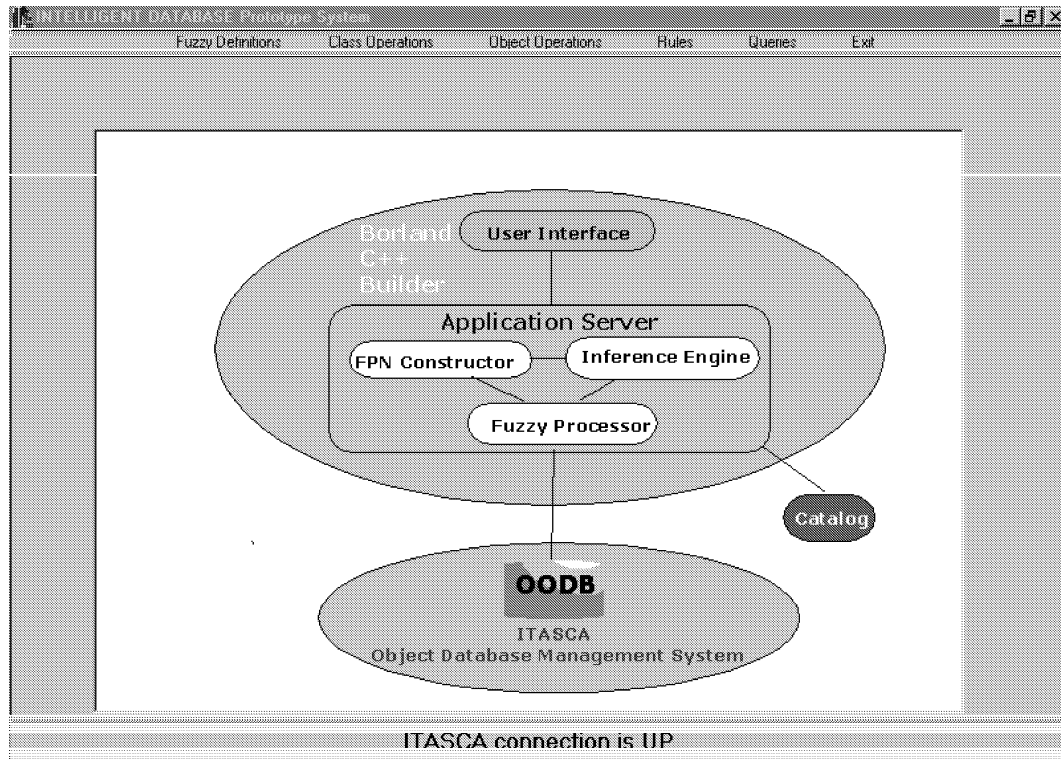 INTELLIGENT DATABASE Prototype System
Fuzzy Definitions Class Operations Object Operations Rules Queries Exit
Borland
C++
Builder
User Interface
Application Server
FPN Constructor
Inference Engine
Fuzzy Processor
Catalog
OODB
ITASCA
Object Database Management System
ITASCA connection is UP